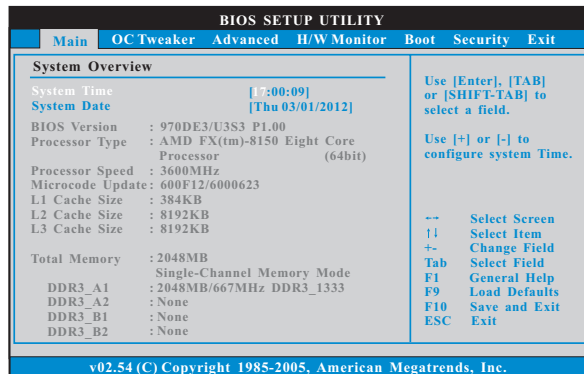 BIOS SETUP UTILITY
Main OC Tweaker Advanced H/W Monitor Boot Security Exit
System Overview
System Time [17:00:09]
System Date [Thu 03/01/2012]
BIOS Version : 970DE3/U3S3 P1.00
Processor Type : AMD FX(tm)-8150 Eight Core
Processor (64bit)
Processor Speed : 3600MHz
Microcode Update : 600F12/6000623
L1 Cache Size : 384KB
L2 Cache Size : 8192KB
L3 Cache Size : 8192KB
Total Memory : 2048MB
Single-Channel Memory Mode
DDR3_A1 : 2048MB/667MHz DDR3_1333
DDR3_A2 : None
DDR3_B1 : None
DDR3_B2 : None
Use [Enter], [TAB]
or [SHIFT-TAB] to
select a field.
Use [+] or [-] to
configure system Time.
←→ Select Screen
↑↓ Select Item
+- Change Field
Tab Select Field
F1 General Help
F9 Load Defaults
F10 Save and Exit
ESC Exit
v02.54 (C) Copyright 1985-2005, American Megatrends, Inc.